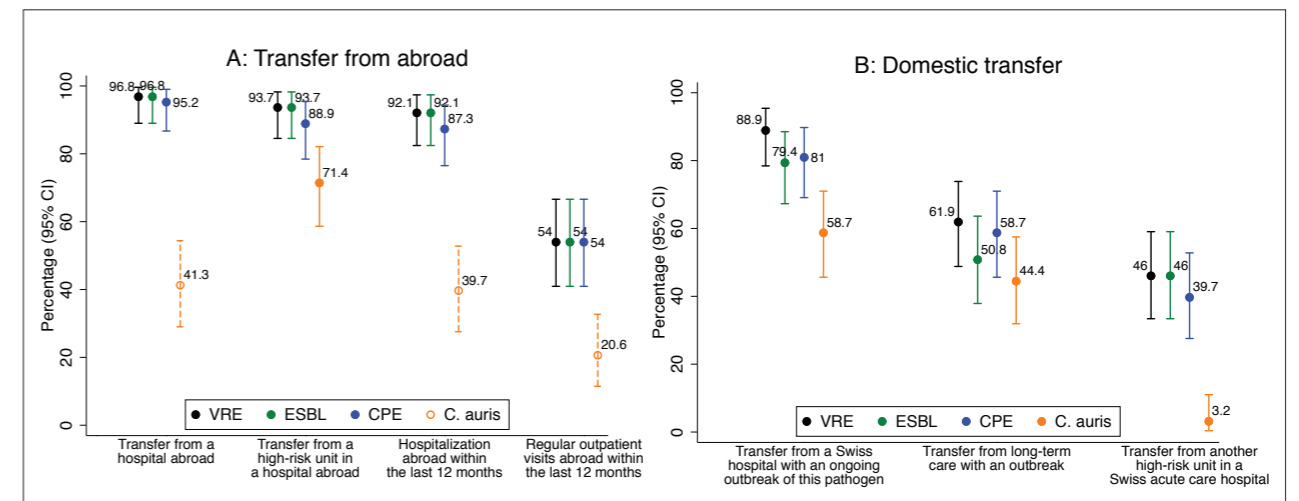 A: Transfer from abroad
Percentage (95% CI)
100
80
60
40
20
0
96.8 96.8 95.2 41.3
93.7 93.7 88.9 71.4
92.1 92.1 87.3 39.7
54 54 54 20.6
VRE ESBL CPE C. auris
Transfer from a
hospital abroad
Transfer from a
high-risk unit in
a hospital abroad
Hospitalization
abroad within
the last 12 months
Regular outpatient
visits abroad within
the last 12 months
B: Domestic transfer
Percentage (95% CI)
100
80
60
40
20
0
88.9 79.4 81 58.7
61.9 50.8 58.7 44.4
46 46 39.7 3.2
VRE ESBL CPE C. auris
Transfer from a Swiss
hospital with an ongoing
outbreak of this pathogen
Transfer from long-term
care with an outbreak
Transfer from another
high-risk unit in a
Swiss acute care hospital